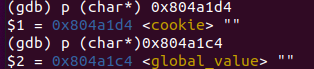 (gdb) p (char*) 0x804a1d4
$1 = 0x804a1d4 <cookie> ""
(gdb) p (char*)0x804a1c4
$2 = 0x804a1c4 <global_value> ""